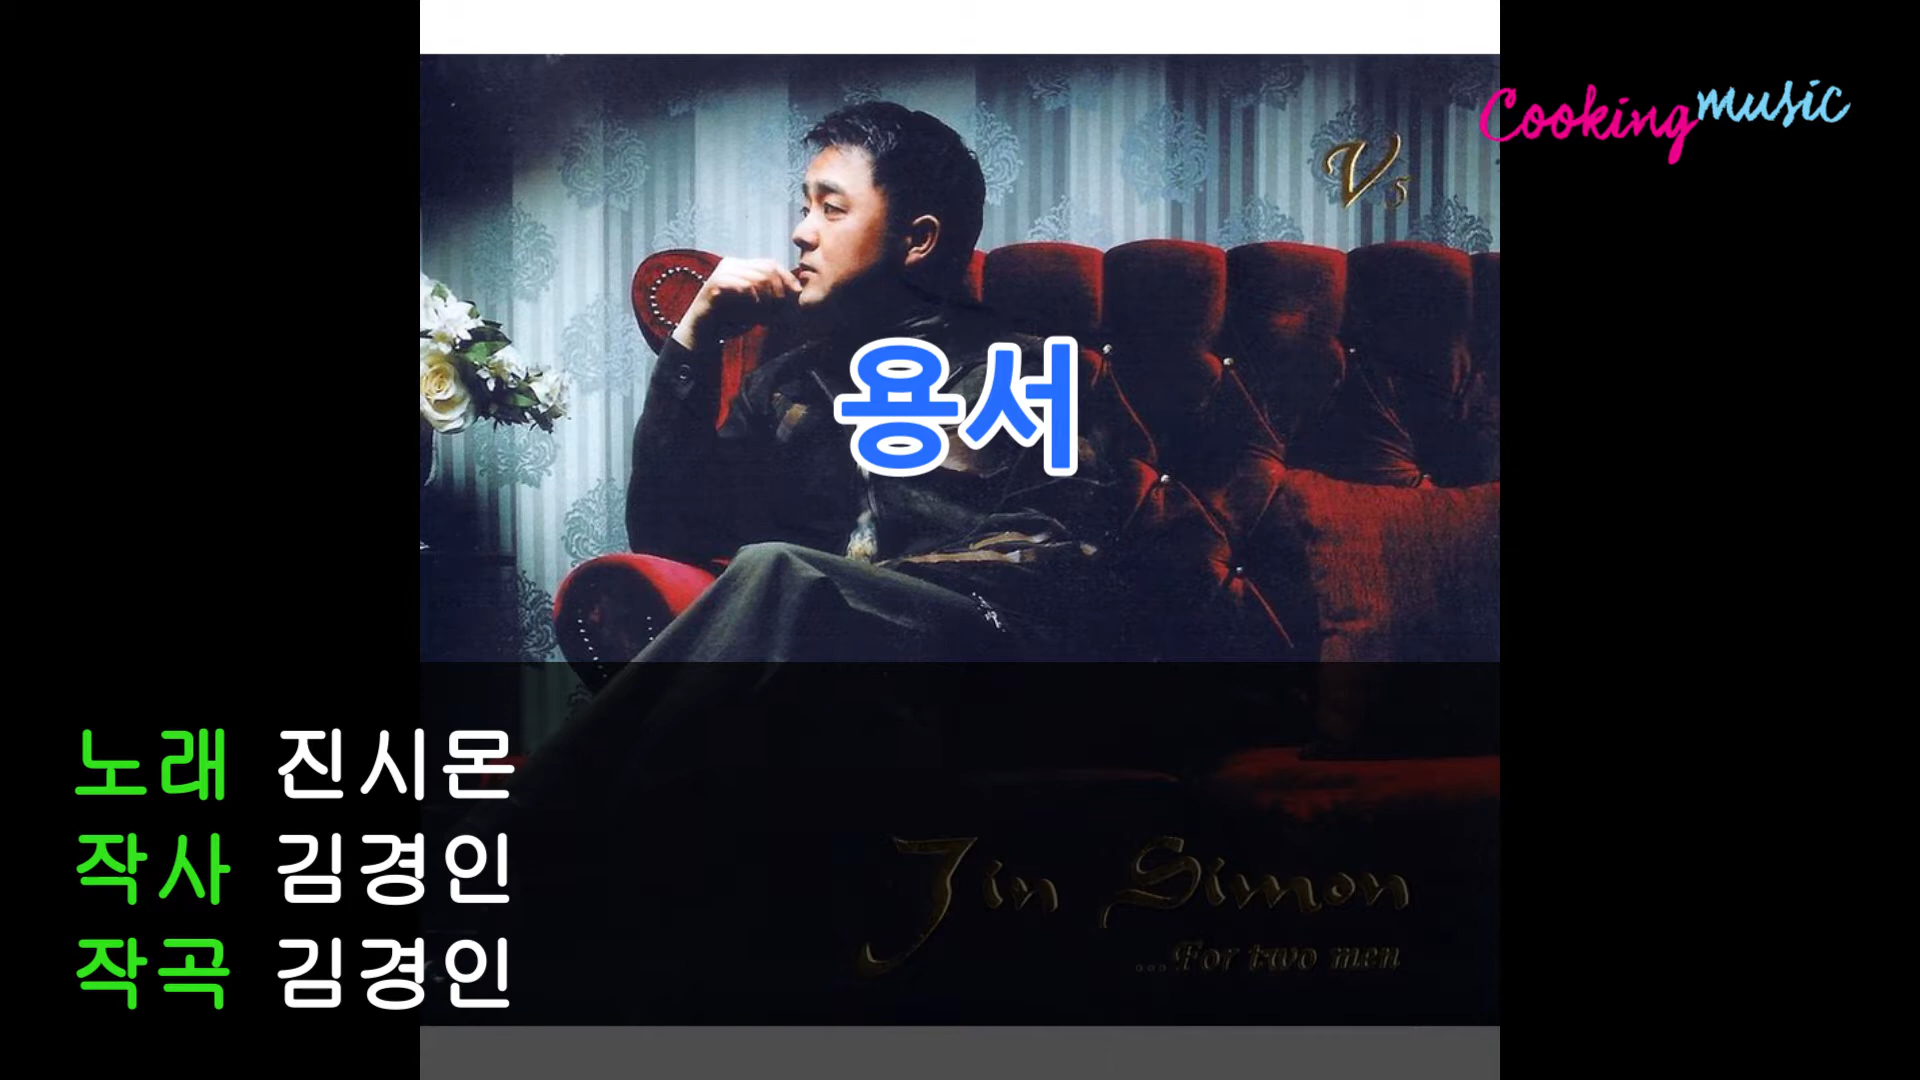 Cookingmusic
V5
용서
노래 진시몬
작사 김경인
작곡 김경인
Jin Simon
...For two men